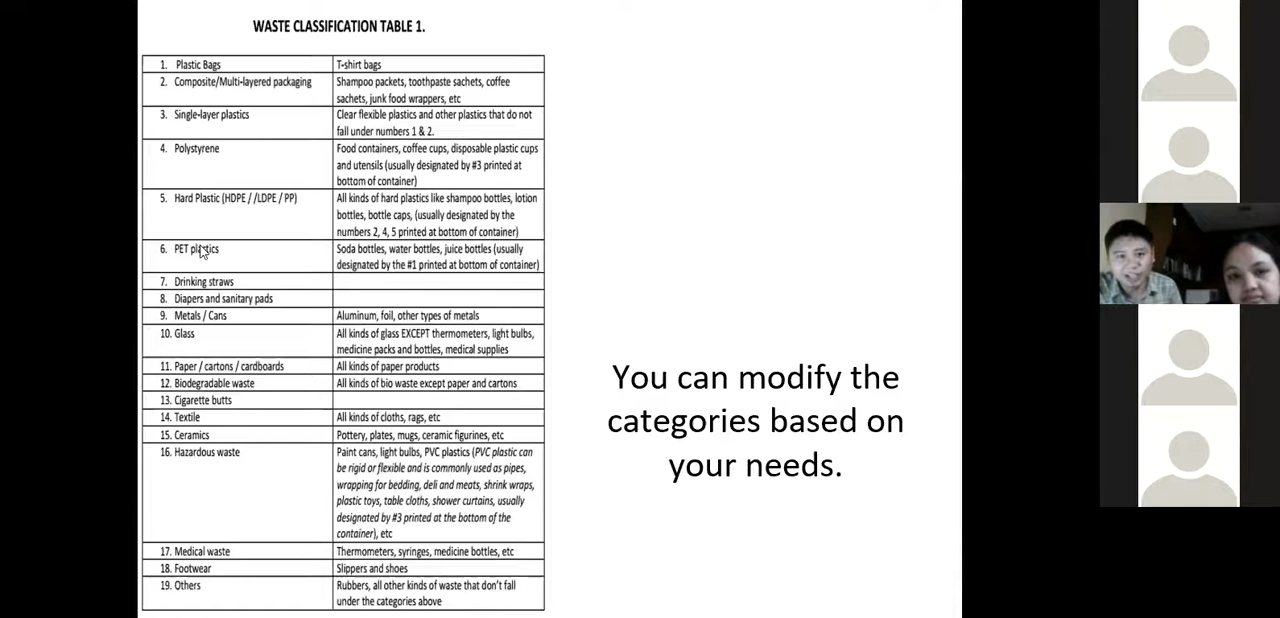 WASTE CLASSIFICATION TABLE 1.
1. Plastic Bags T-shirt bags
2. Composite/Multi-layered packaging Shampoo packets, toothpaste sachets, coffee
sachets, junk food wrappers, etc
3. Single-layer plastics Clear flexible plastics and other plastics that do not
fall under numbers 1 & 2.
4. Polystyrene Food containers, coffee cups, disposable plastic cups
and utensils (usually designated by #3 printed at
bottom of container)
5. Hard Plastic (HDPE / /LDPE / PP) All kinds of hard plastics like shampoo bottles, lotion
bottles, bottle caps, (usually designated by the
numbers 2, 4, 5 printed at bottom of container)
6. PET plastics Soda bottles, water bottles, juice bottles (usually
designated by the #1 printed at bottom of container)
7. Drinking straws
8. Diapers and sanitary pads
9. Metals / Cans Aluminum, foil, other types of metals
10. Glass All kinds of glass EXCEPT thermometers, light bulbs,
medicine packs and bottles, medical supplies
11. Paper / cartons / cardboards All kinds of paper products
12. Biodegradable waste All kinds of bio waste except paper and cartons
13. Cigarette butts
14. Textile All kinds of cloths, rags, etc
15. Ceramics Pottery, plates, mugs, ceramic figurines, etc
16. Hazardous waste Paint cans, light bulbs, PVC plastics (PVC plastic can
be rigid or flexible and is commonly used as pipes,
wrapping for bedding, deli and meats, shrink wraps,
plastic toys, table cloths, shower curtains, usually
designated by #3 printed at the bottom of the
container), etc
17. Medical waste Thermometers, syringes, medicine bottles, etc
18. Footwear Slippers and shoes
19. Others Rubbers, all other kinds of waste that don't fall
under the categories above
You can modify the
categories based on
your needs.